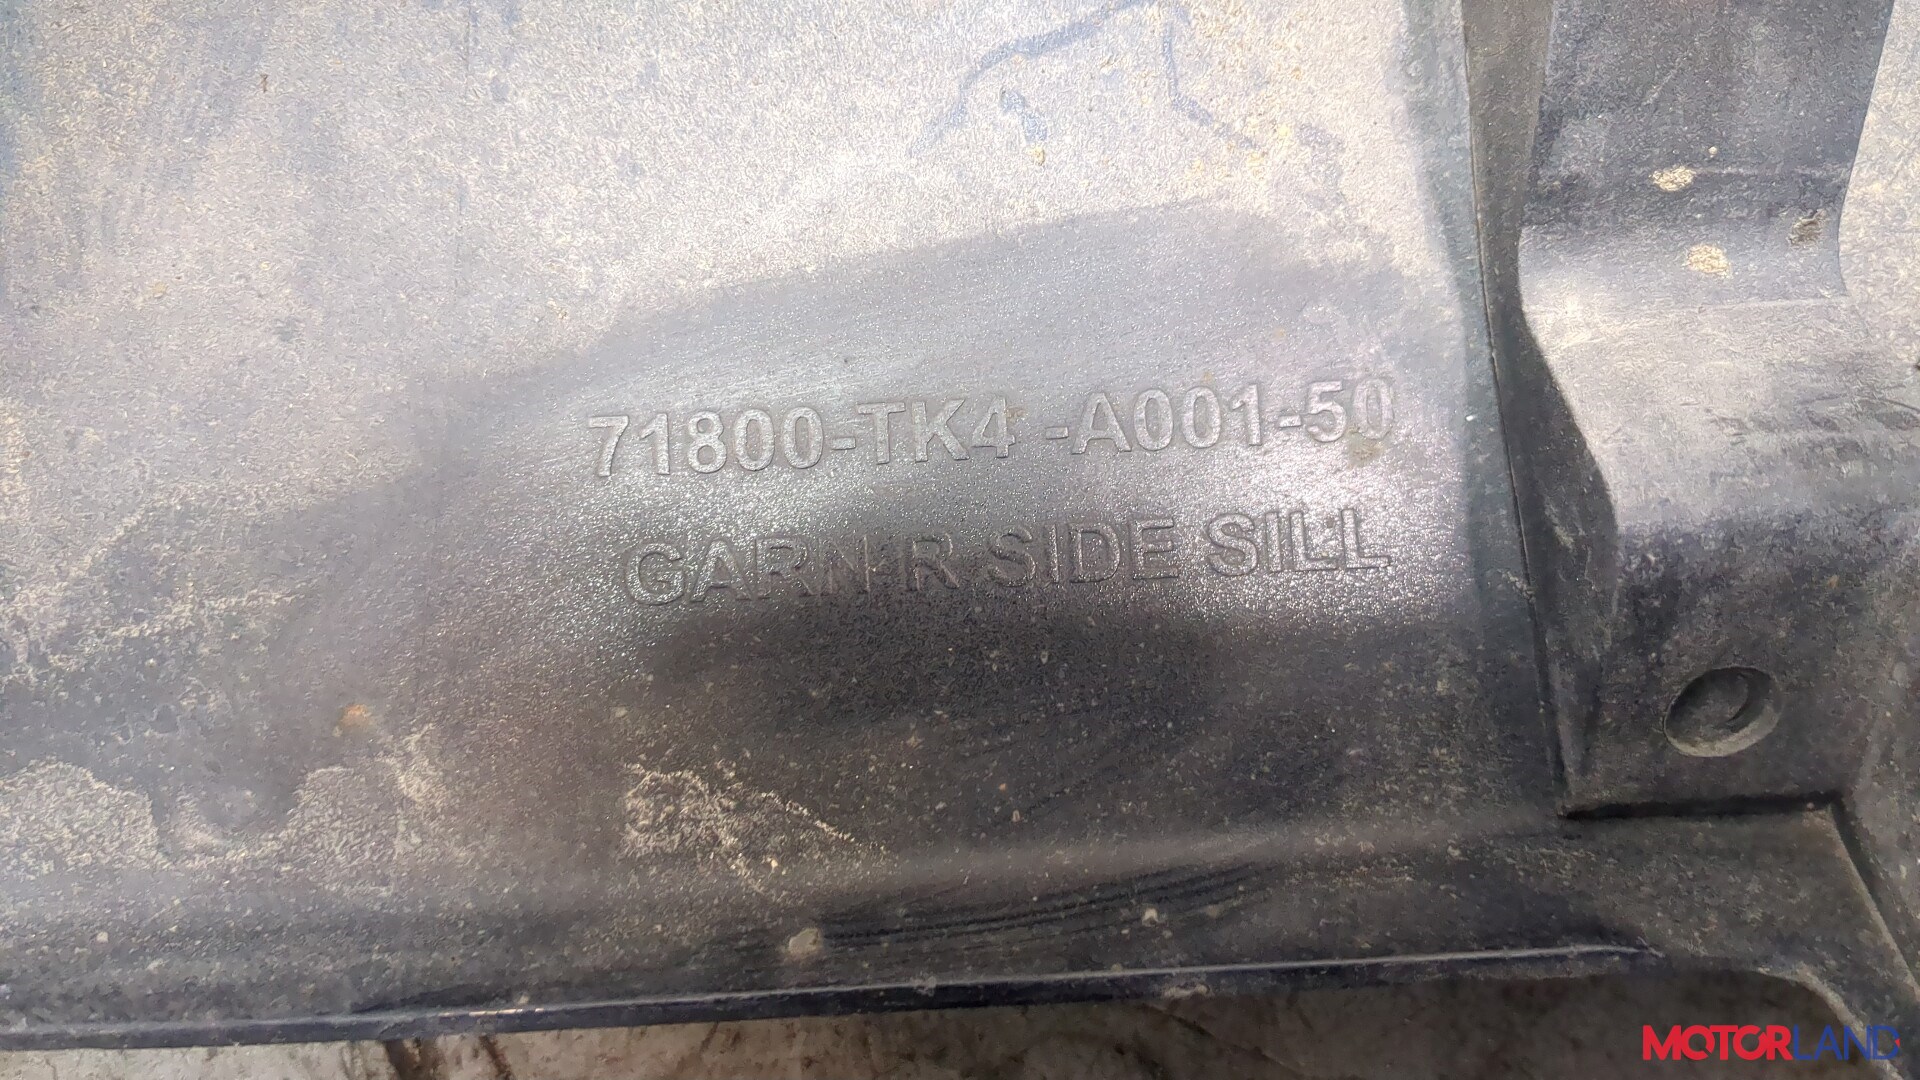 71800-TK4 -A001-50
GARN R SIDE SILL
MOTORLAND